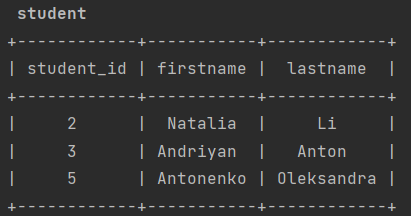 student
+------------+-----------+------------+
| student_id | firstname |  lastname  |
+------------+-----------+------------+
|     2      |  Natalia  |     Li     |
|     3      | Andriyan  |   Anton    |
|     5      | Antonenko | Oleksandra |
+------------+-----------+------------+